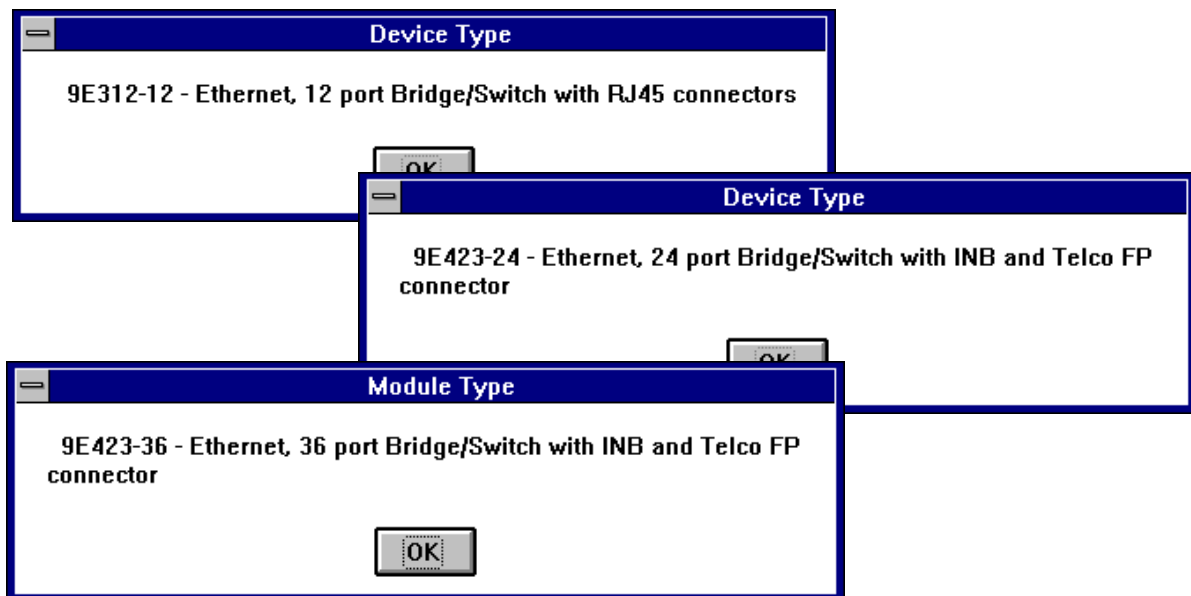 Device Type
9E312-12 - Ethernet, 12 port Bridge/Switch with RJ45 connectors
OK
Device Type
9E423-24 - Ethernet, 24 port Bridge/Switch with INB and Telco FP
connector
OK
Module Type
9E423-36 - Ethernet, 36 port Bridge/Switch with INB and Telco FP
connector
OK